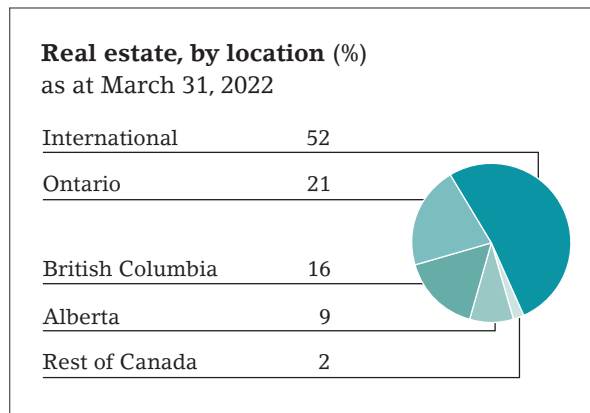 Real estate, by location (%)
as at March 31, 2022
International 52
Ontario 21
British Columbia 16
Alberta 9
Rest of Canada 2